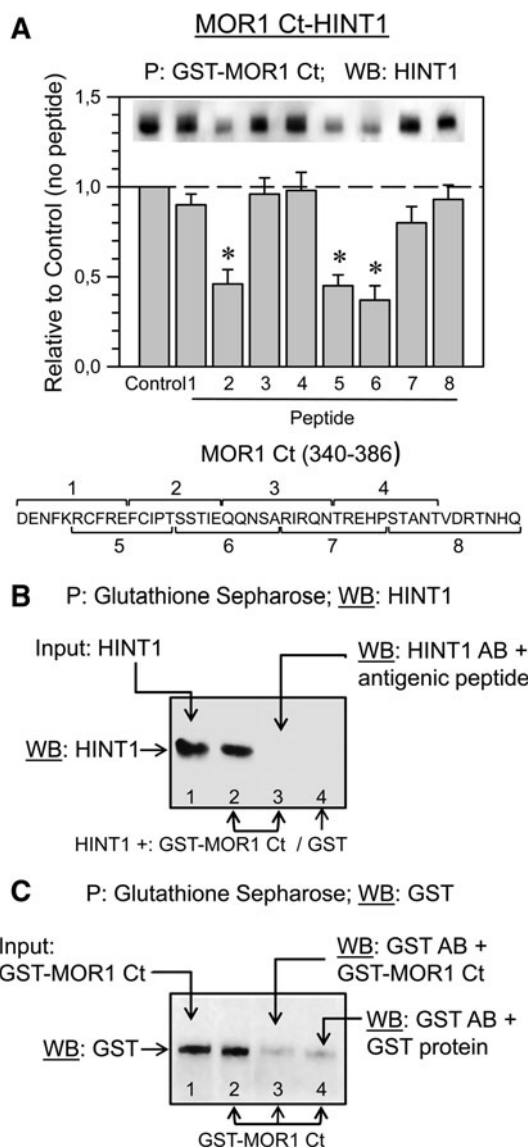 A
MOR1 Ct-HINT1
P: GST-MOR1 Ct; WB: HINT1
Relative to Control (no peptide)
1,5
1,0
0,5
0,0
* * *
Control 1 2 3 4 5 6 7 8
Peptide
MOR1 Ct (340-386)
1 2 3 4
DENFKRCFREFCIPTSSTIEQQNSARIRQNTREHPSTANTVDRTNHQ
5 6 7 8
B P: Glutathione Sepharose; WB: HINT1
Input: HINT1
WB: HINT1 AB +
antigenic peptide
WB: HINT1
1 2 3 4
HINT1 +: GST-MOR1 Ct / GST
C P: Glutathione Sepharose; WB: GST
Input:
GST-MOR1 Ct
WB: GST AB +
GST-MOR1 Ct
WB: GST AB +
GST protein
WB: GST
1 2 3 4
GST-MOR1 Ct